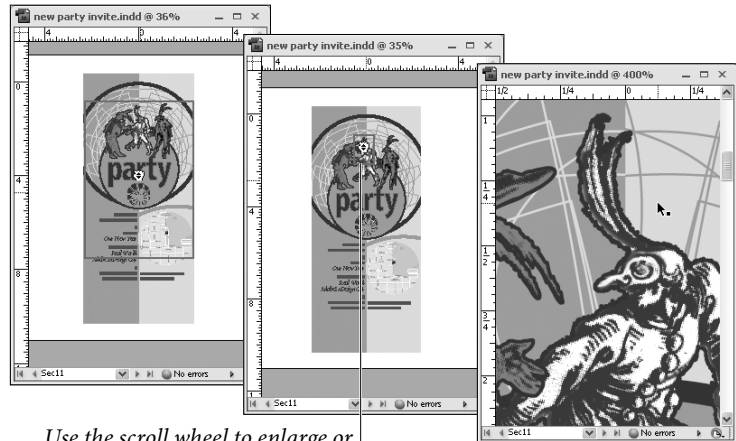 new party invite.indd @ 36%
4 0 4
0
4
8
party
Sec11 No errors
new party invite.indd @ 35%
4 0 4
0
4
8
party
Sec11 No errors
new party invite.indd @ 400%
1/2 1/4 0 1/4
1
1 4
1 2
3 4
2
Sec11 No errors
Use the scroll wheel to enlarge or